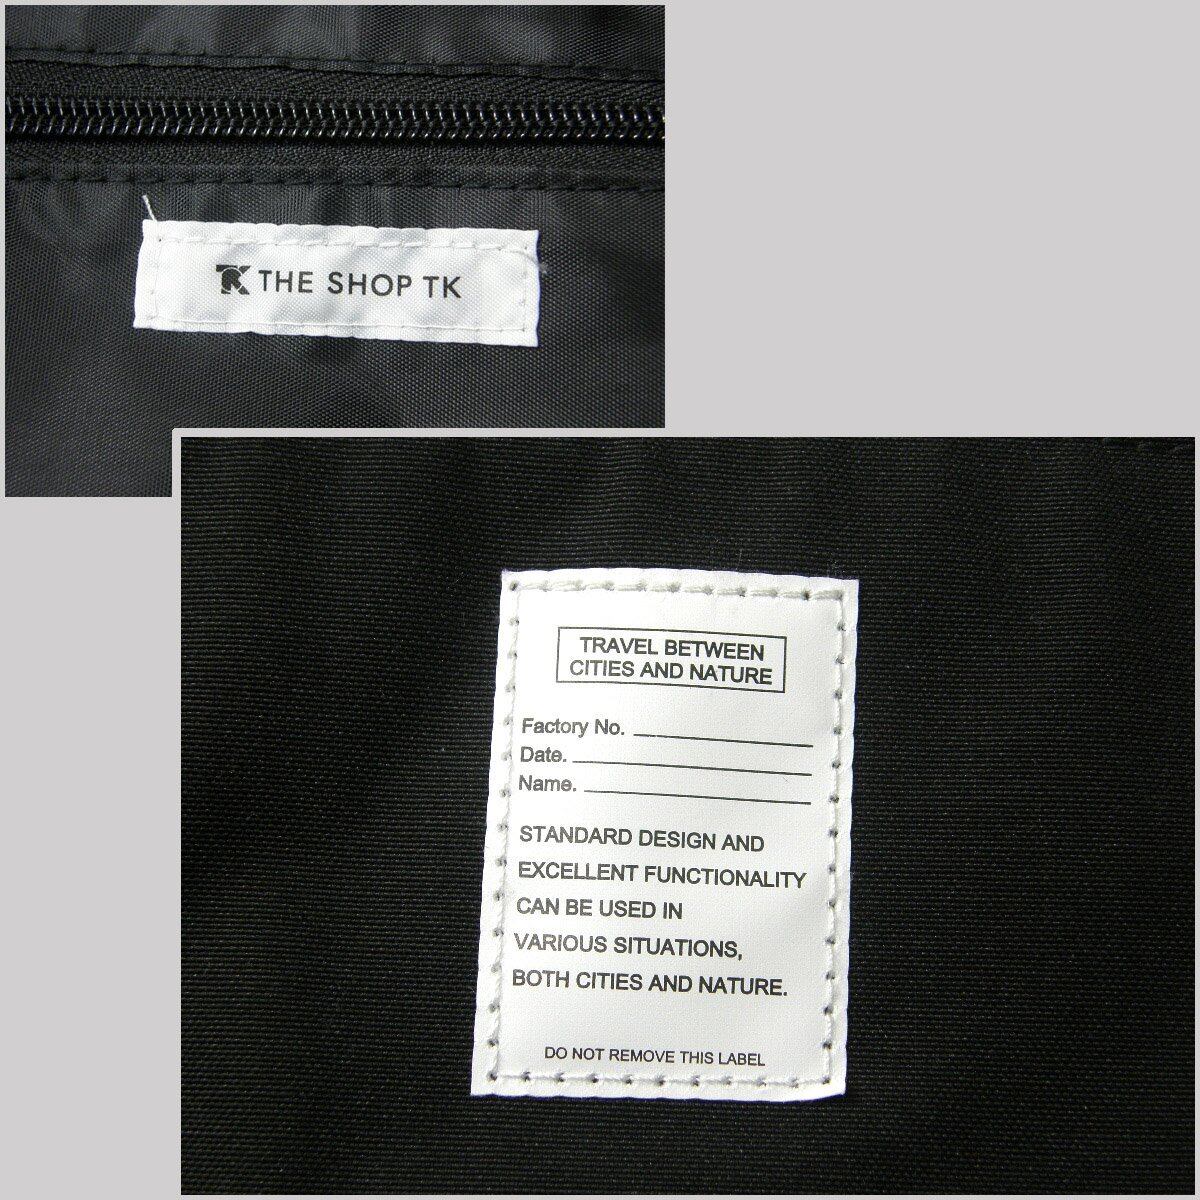 TK THE SHOP TK
TRAVEL BETWEEN
CITIES AND NATURE
Factory No.
Date.
Name.
STANDARD DESIGN AND
EXCELLENT FUNCTIONALITY
CAN BE USED IN
VARIOUS SITUATIONS,
BOTH CITIES AND NATURE.
DO NOT REMOVE THIS LABEL